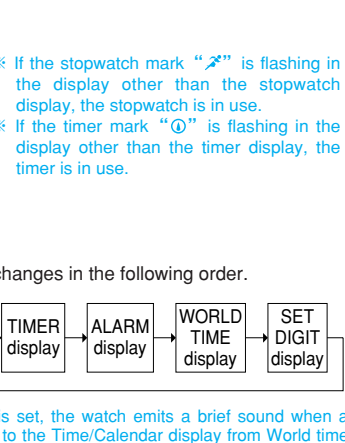 ※ If the stopwatch mark “ ” is flashing in
the display other than the stopwatch
display, the stopwatch is in use.
※ If the timer mark “ ” is flashing in the
display other than the timer display, the
timer is in use.
changes in the following order.
TIMER
display
ALARM
display
WORLD
TIME
display
SET
DIGIT
display
is set, the watch emits a brief sound when a
to the Time/Calendar display from World time